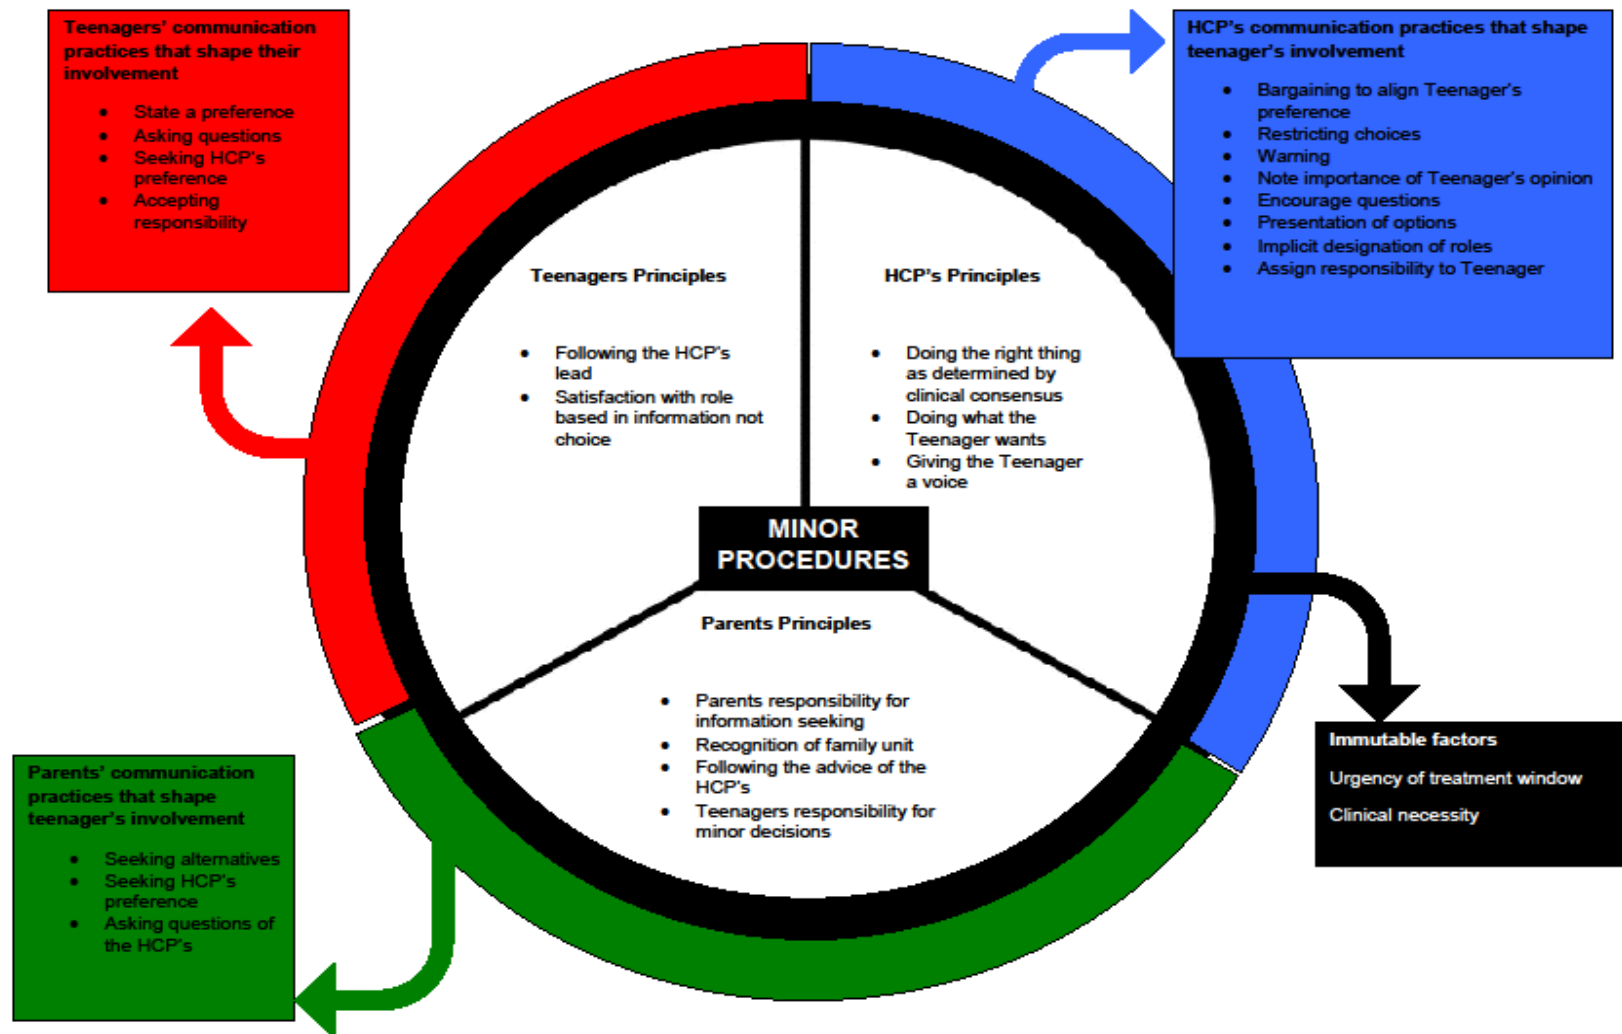 Teenagers' communication
practices that shape their
involvement
• State a preference
• Asking questions
• Seeking HCP's
preference
• Accepting
responsibility
HCP's communication practices that shape
teenager's involvement
• Bargaining to align Teenager's
preference
• Restricting choices
• Warning
• Note importance of Teenager's opinion
• Encourage questions
• Presentation of options
• Implicit designation of roles
• Assign responsibility to Teenager
Teenagers Principles
• Following the HCP's
lead
• Satisfaction with role
based in information not
choice
HCP's Principles
• Doing the right thing
as determined by
clinical consensus
• Doing what the
Teenager wants
• Giving the Teenager
a voice
MINOR
PROCEDURES
Parents Principles
• Parents responsibility for
information seeking
• Recognition of family unit
• Following the advice of the
HCP's
• Teenagers responsibility for
minor decisions
Parents' communication
practices that shape
teenager's involvement
• Seeking alternatives
• Seeking HCP's
preference
• Asking questions of
the HCP's
Immutable factors
Urgency of treatment window
Clinical necessity